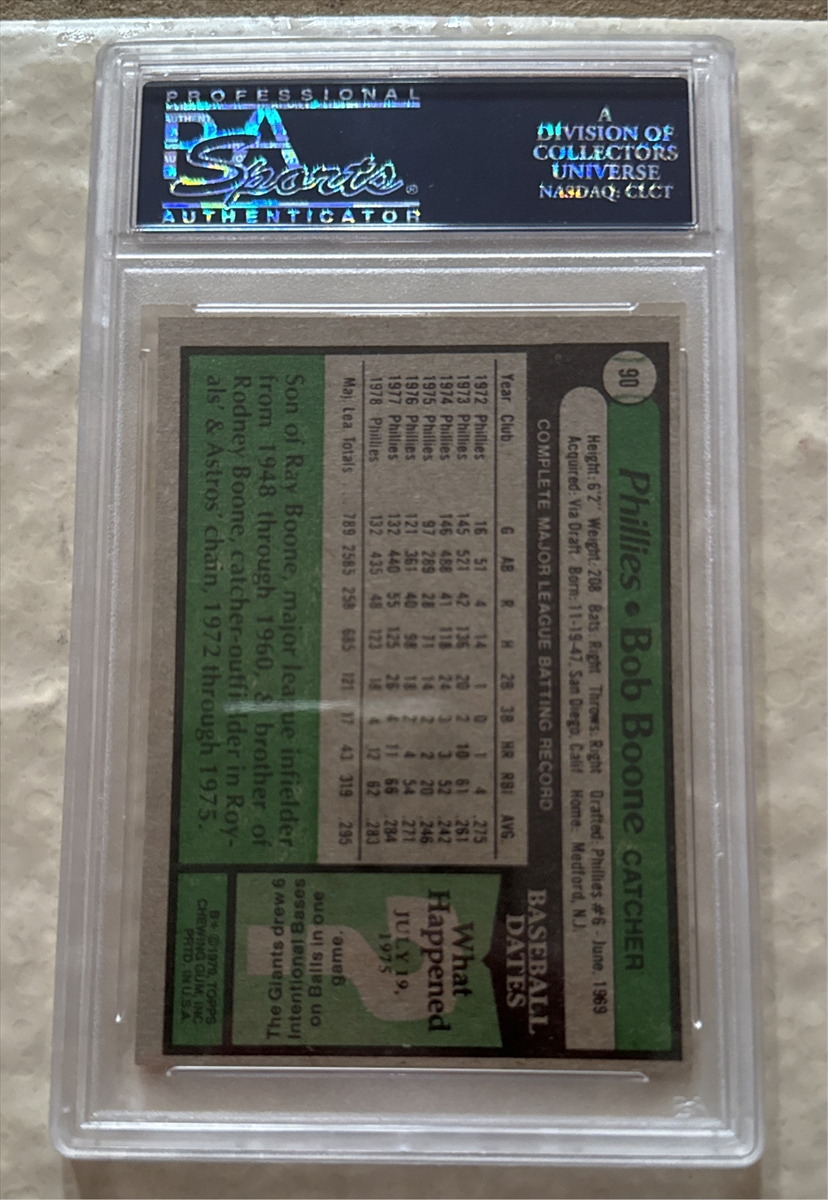 PROFESSIONAL
PSA
Sports®
AUTHENTICATOR
A
DIVISION OF
COLLECTORS
UNIVERSE
NASDAQ: CLCT
90
Phillies • Bob Boone CATCHER
Height: 6'2" Weight: 208 Bats: Right Throws: Right Drafted: Phillies #6 - June, 1969
Acquired: Via Draft Born: 11-19-47, San Diego, Calif Home: Medford, N.J.
COMPLETE MAJOR LEAGUE BATTING RECORD
Year Club G AB R H 2B 3B HR RBI AVG
1972 Phillies 16 51 4 14 1 0 1 4 .275
1973 Phillies 145 521 42 136 20 2 10 61 .261
1974 Phillies 146 488 41 118 24 3 3 52 .242
1975 Phillies 97 289 28 71 14 2 2 20 .246
1976 Phillies 121 361 40 98 18 2 4 54 .271
1977 Phillies 132 440 55 125 26 4 11 66 .284
1978 Phillies 132 435 48 123 18 4 12 62 .283
Maj. Lea. Totals 789 2585 258 685 121 17 43 319 .295
Son of Ray Boone, major league infielder
from 1948 through 1960, & brother of
Rodney Boone, catcher-outfielder in Roy-
als' & Astros' chain, 1972 through 1975.
BASEBALL
DATES
What
Happened
JULY 19,
1975
?
The Giants drew 6
Intentional Bases
on Balls in one
game.
B* ©1979, TOPPS
CHEWING GUM, INC.
PRTD. IN U.S.A.